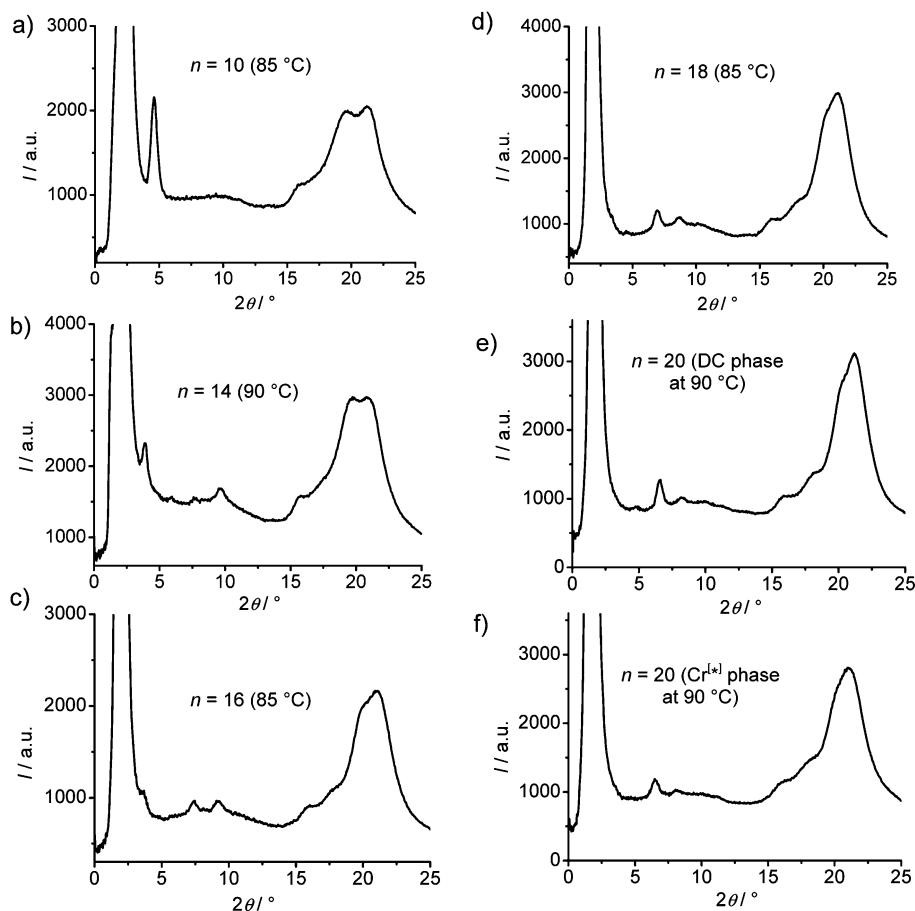 a)
3000
2000
1000
I / a.u.
n = 10 (85 °C)
0 5 10 15 20 25
2θ/ °
b)
4000
3000
2000
1000
I / a.u.
n = 14 (90 °C)
0 5 10 15 20 25
2θ/ °
c)
3000
2000
1000
I / a.u.
n = 16 (85 °C)
0 5 10 15 20 25
2θ/ °
d)
4000
3000
2000
1000
I / a.u.
n = 18 (85 °C)
0 5 10 15 20 25
2θ/ °
e)
3000
2000
1000
0
I / a.u.
n = 20 (DC phase
at 90 °C)
0 5 10 15 20 25
2θ/ °
f)
3000
2000
1000
0
I / a.u.
n = 20 (Cr[*] phase
at 90 °C)
0 5 10 15 20 25
2θ/ °